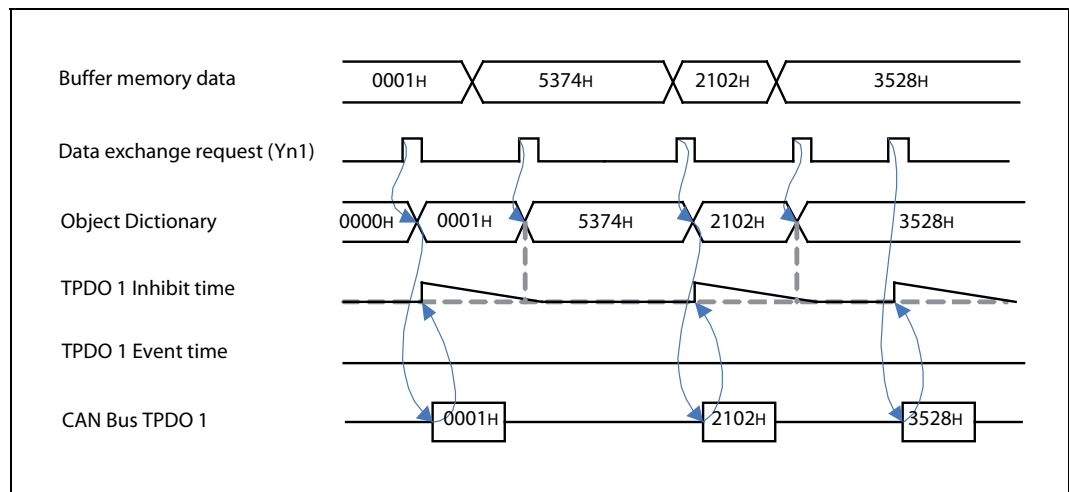 Buffer memory data 0001H 5374H 2102H 3528H
Data exchange request (Yn1)
Object Dictionary 0000H 0001H 5374H 2102H 3528H
TPDO 1 Inhibit time
TPDO 1 Event time
CAN Bus TPDO 1 0001H 2102H 3528H